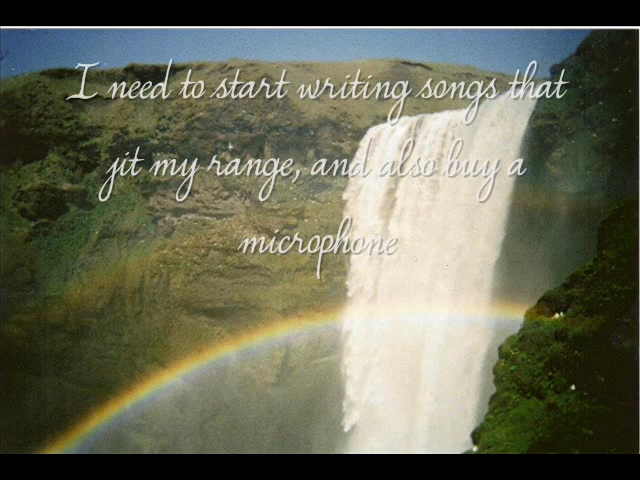 I need to start writing songs that
fit my range, and also buy a
microphone